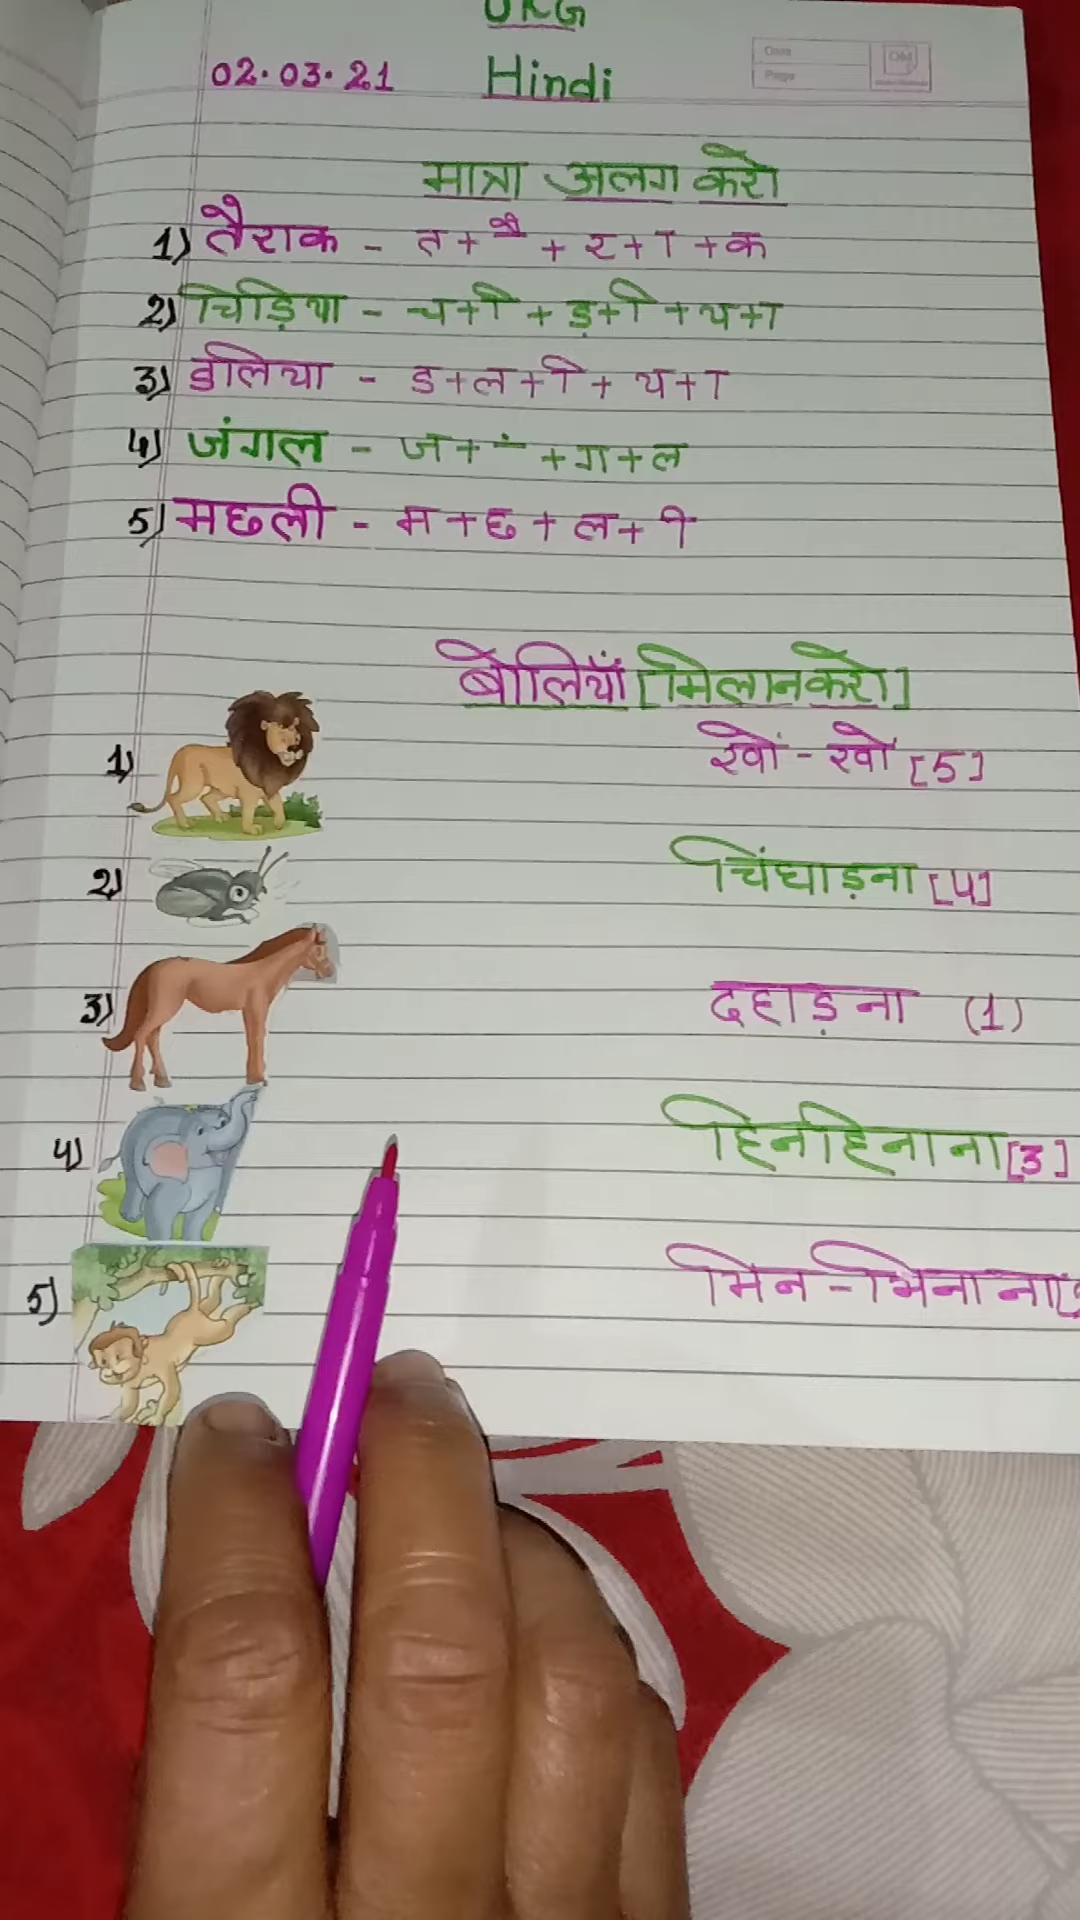 UKG
02.03.21 Hindi
Date
Page
मात्रा अलग करो
1) तैराक - त + ै + र + ा + क
2) चिड़िया - च + ि + ड़ + ि + य + ा
3) डलिया - ड + ल + ि + य + ा
4) जंगल - ज + ं + ग + ल
5) मछली - म + छ + ल + ी
बोलियाँ [मिलान करो]
1) खों - खों [5]
2) चिंघाड़ना [4]
3) दहाड़ना (1)
4) हिनहिनाना [3]
5) भिन - भिनाना [